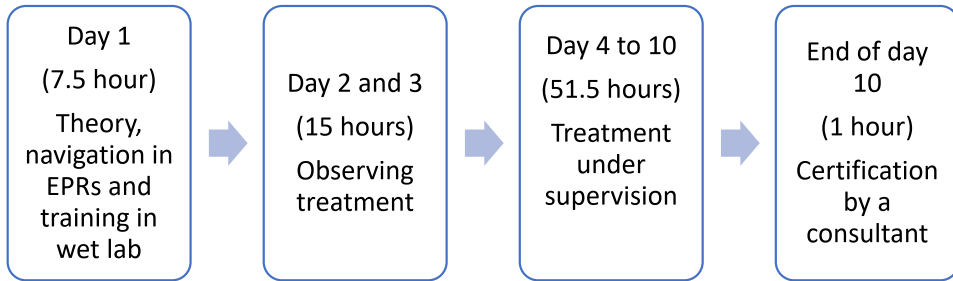 Day 1
(7.5 hour)
Theory,
navigation in
EPRs and
training in
wet lab
Day 2 and 3
(15 hours)
Observing
treatment
Day 4 to 10
(51.5 hours)
Treatment
under
supervision
End of day
10
(1 hour)
Certification
by a
consultant